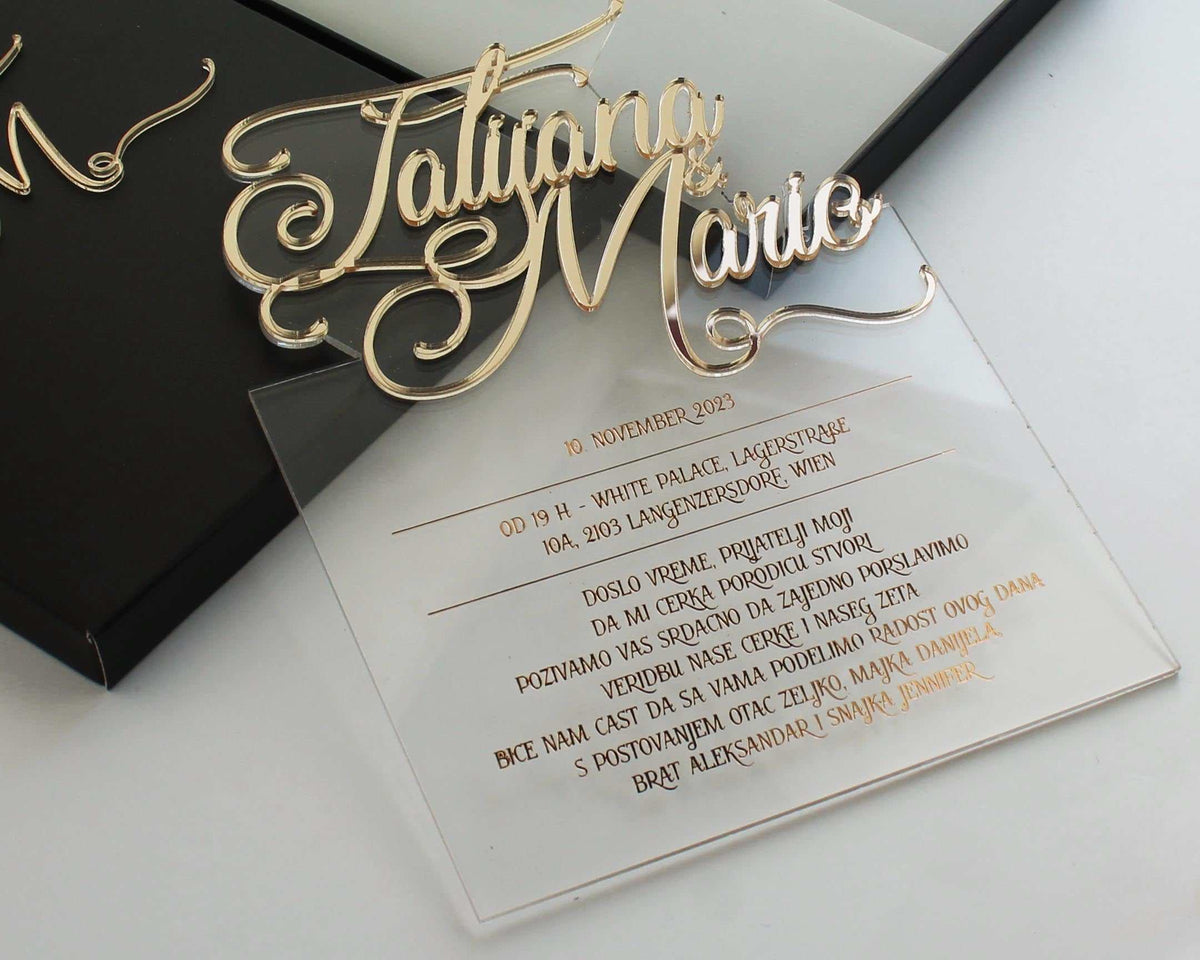 Tatijana
&
Mario
10. NOVEMBER 2023
OD 19 H - WHITE PALACE, LAGERSTRAßE
10A, 2103 LANGENZERSDORF, WIEN
DOSLO VREME, PRIJATELJI MOJI
DA MI CERKA PORODICU STVORI
POZIVAMO VAS SRDACNO DA ZAJEDNO PORSLAVIMO
VERIDBU NASE CERKE I NASEG ZETA
BICE NAM CAST DA SA VAMA PODELIMO RADOST OVOG DANA
S POSTOVANJEM OTAC ZELJKO, MAJKA DANIJELA,
BRAT ALEKSANDAR I SNAJKA JENNIFER